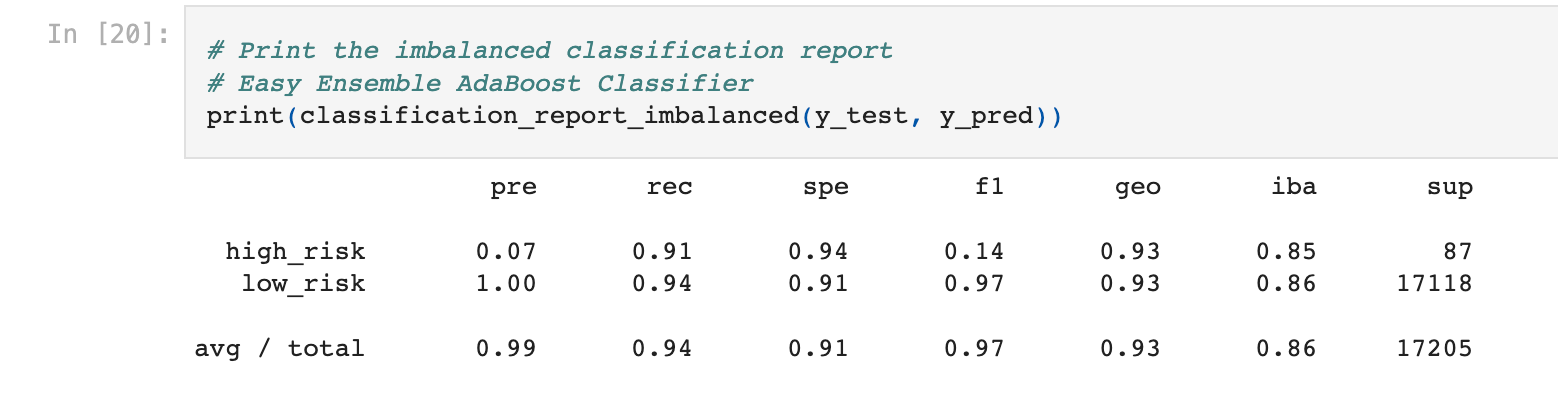 In [20]:
# Print the imbalanced classification report
# Easy Ensemble AdaBoost Classifier
print(classification_report_imbalanced(y_test, y_pred))
pre rec spe f1 geo iba sup
high_risk 0.07 0.91 0.94 0.14 0.93 0.85 87
low_risk 1.00 0.94 0.91 0.97 0.93 0.86 17118
avg / total 0.99 0.94 0.91 0.97 0.93 0.86 17205